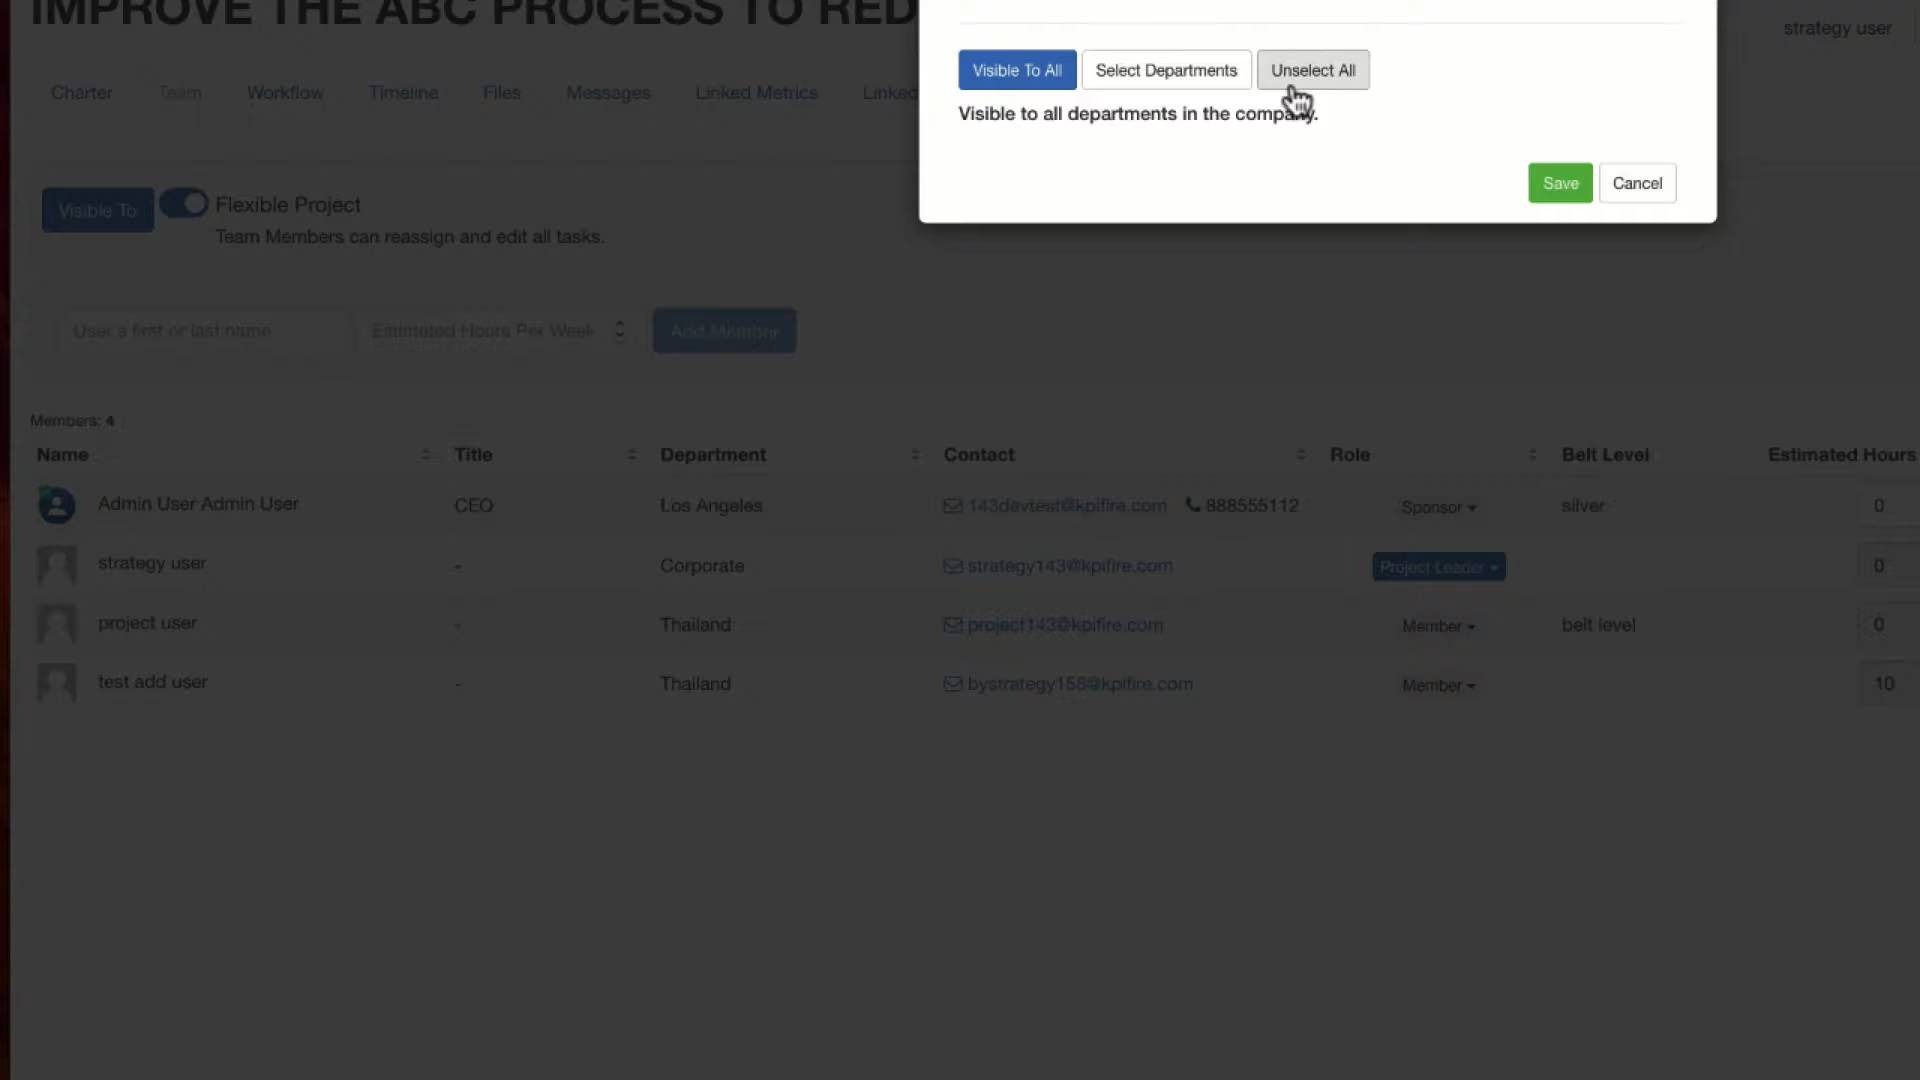 IMPROVE THE ABC PROCESS TO RED
strategy user
Charter Team Workflow Timeline Files Messages Linked Metrics Linked
Visible To All Select Departments Unselect All
Visible to all departments in the company.
Save Cancel
Visible To Flexible Project
Team Members can reassign and edit all tasks.
User's first or last name Estimated Hours Per Week Add Member
Members: 4
Name Title Department Contact Role Belt Level Estimated Hours
Admin User Admin User CEO Los Angeles 143devtest@kpifire.com 888555112 Sponsor silver 0
strategy user - Corporate strategy143@kpifire.com Project Leader 0
project user - Thailand project143@kpifire.com Member belt level 0
test add user - Thailand bystrategy158@kpifire.com Member 10